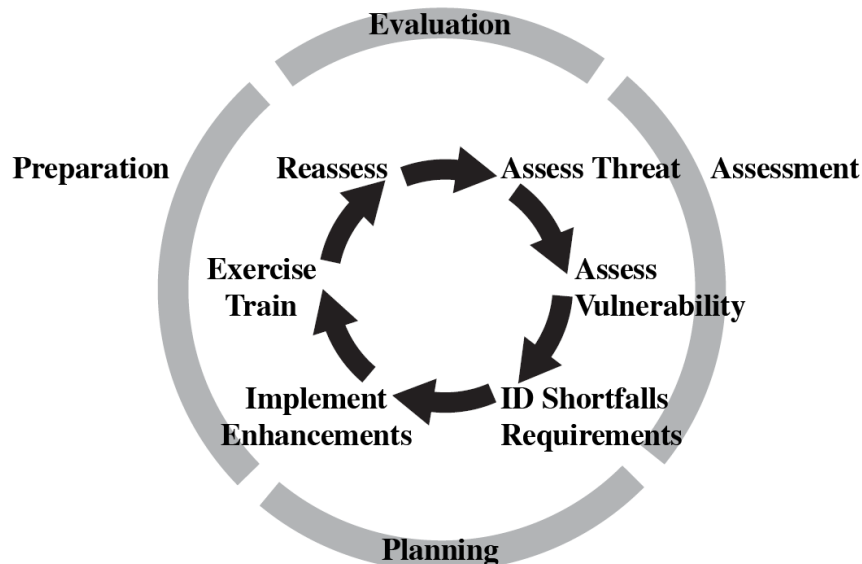 Evaluation
Preparation
Reassess
Assess Threat
Assessment
Exercise
Train
Assess
Vulnerability
Implement
Enhancements
ID Shortfalls
Requirements
Planning